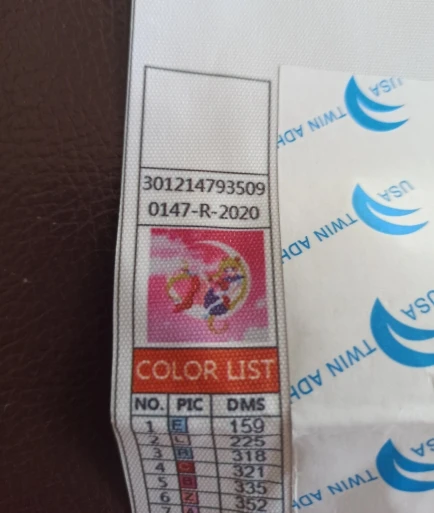 301214793509
0147-R-2020
COLOR LIST
NO. PIC DMS
1 E 159
2 L 225
3 318
4 321
5 335
6 Z 352
USA
TWIN ADH
USA
TWIN ADH
USA
TWIN AD
USA
TWIN ADH